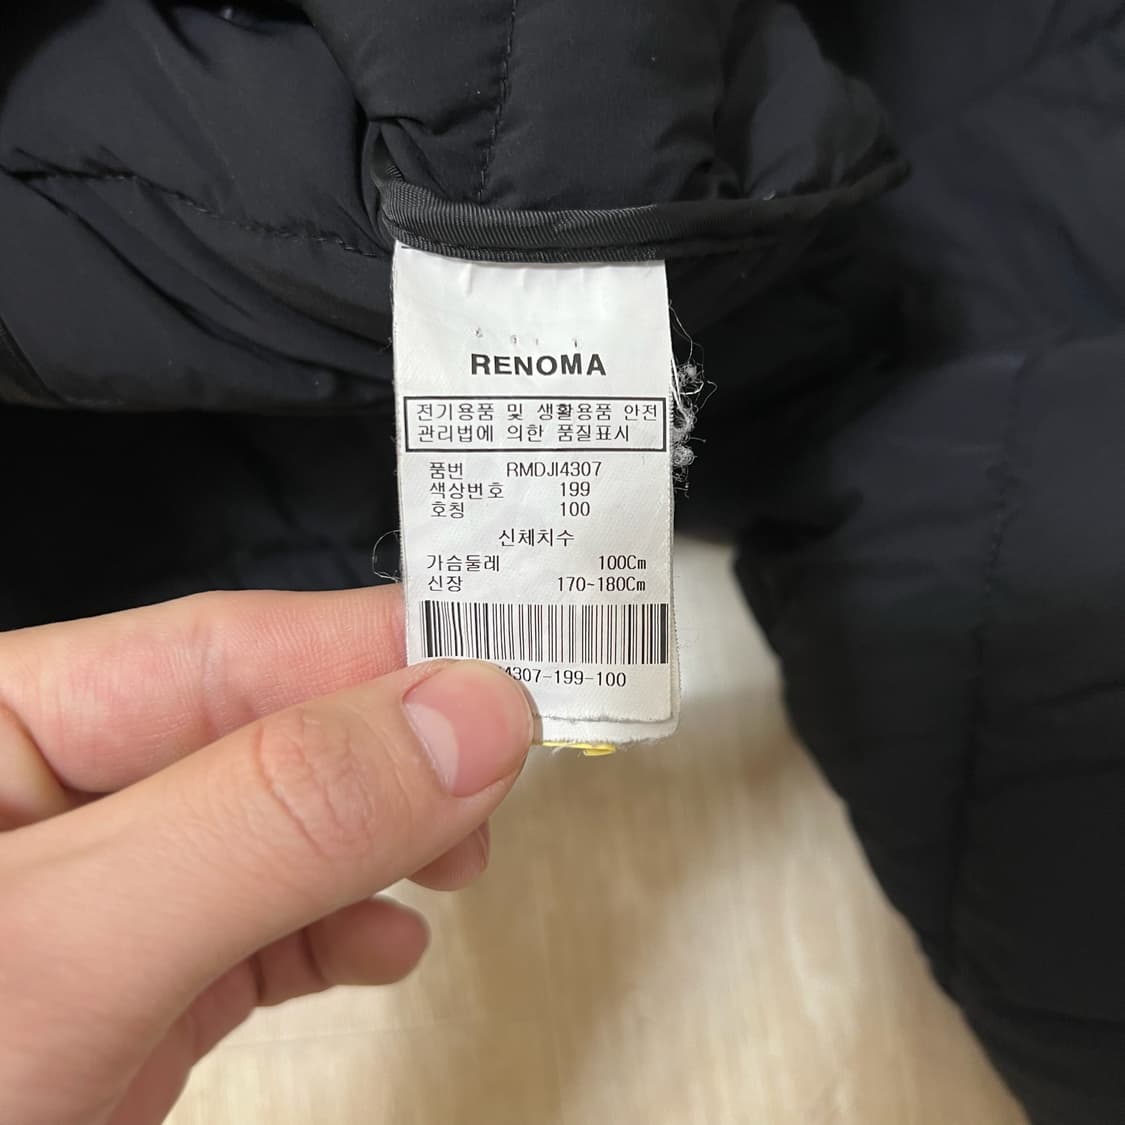 RENOMA
전기용품 및 생활용품 안전
관리법에 의한 품질표시
품번 RMDJI4307
색상번호 199
호칭 100
신체치수
가슴둘레 100Cm
신장 170~180Cm
4307-199-100